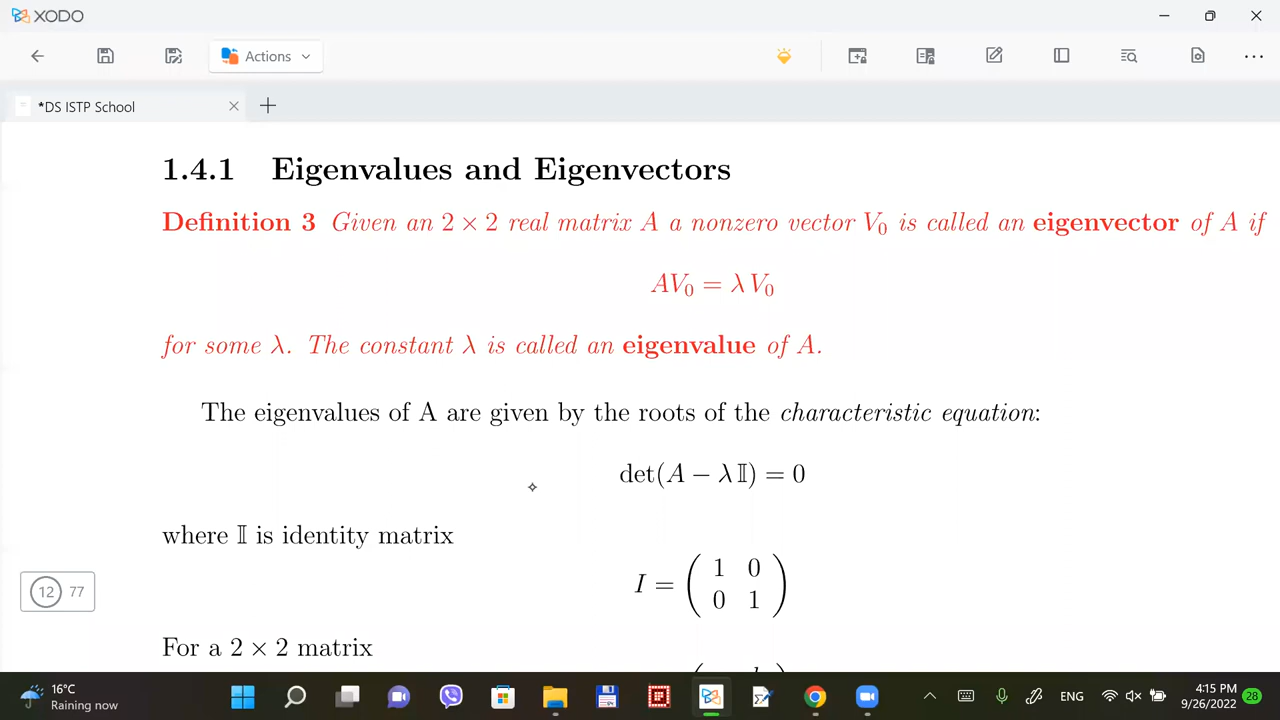 XODO
Actions
*DS ISTP School
1.4.1 Eigenvalues and Eigenvectors
Definition 3 Given an 2 × 2 real matrix A a nonzero vector V₀ is called an eigenvector of A if
AV₀ = λ V₀
for some λ. The constant λ is called an eigenvalue of A.
The eigenvalues of A are given by the roots of the characteristic equation:
det(A − λ 𝕀) = 0
where 𝕀 is identity matrix
I = ( 1 0
0 1 )
12 77
For a 2 × 2 matrix
16°C
Raining now
ENG
4:15 PM
9/26/2022
28